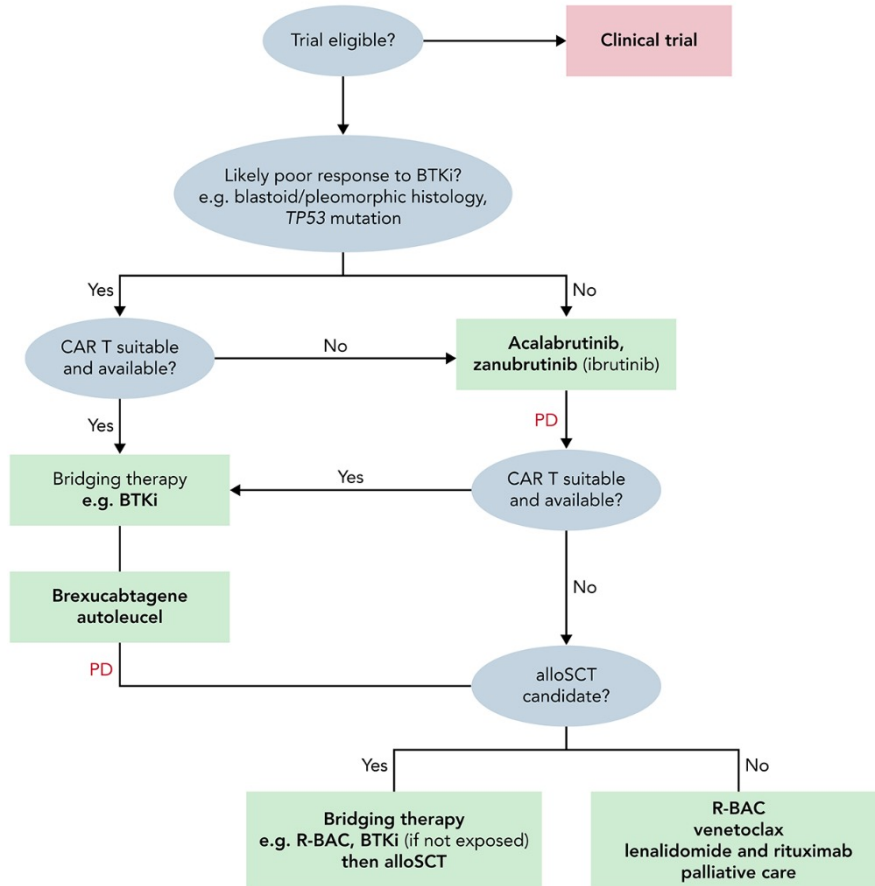 Trial eligible?
Clinical trial
Likely poor response to BTKi?
e.g. blastoid/pleomorphic histology,
TP53 mutation
Yes
No
CAR T suitable
and available?
No
Acalabrutinib,
zanubrutinib (ibrutinib)
Yes
PD
Bridging therapy
e.g. BTKi
Yes
CAR T suitable
and available?
Brexucabtagene
autoleucel
No
PD
alloSCT
candidate?
Yes
No
Bridging therapy
e.g. R-BAC, BTKi (if not exposed)
then alloSCT
R-BAC
venetoclax
lenalidomide and rituximab
palliative care